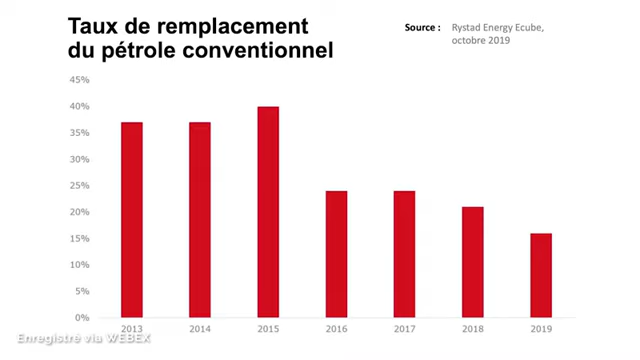 Taux de remplacement
du pétrole conventionnel
Source : Rystad Energy Ecube,
octobre 2019
45%
40%
35%
30%
25%
20%
15%
10%
5%
0%
2013 2014 2015 2016 2017 2018 2019
Enregistré via WEBEX